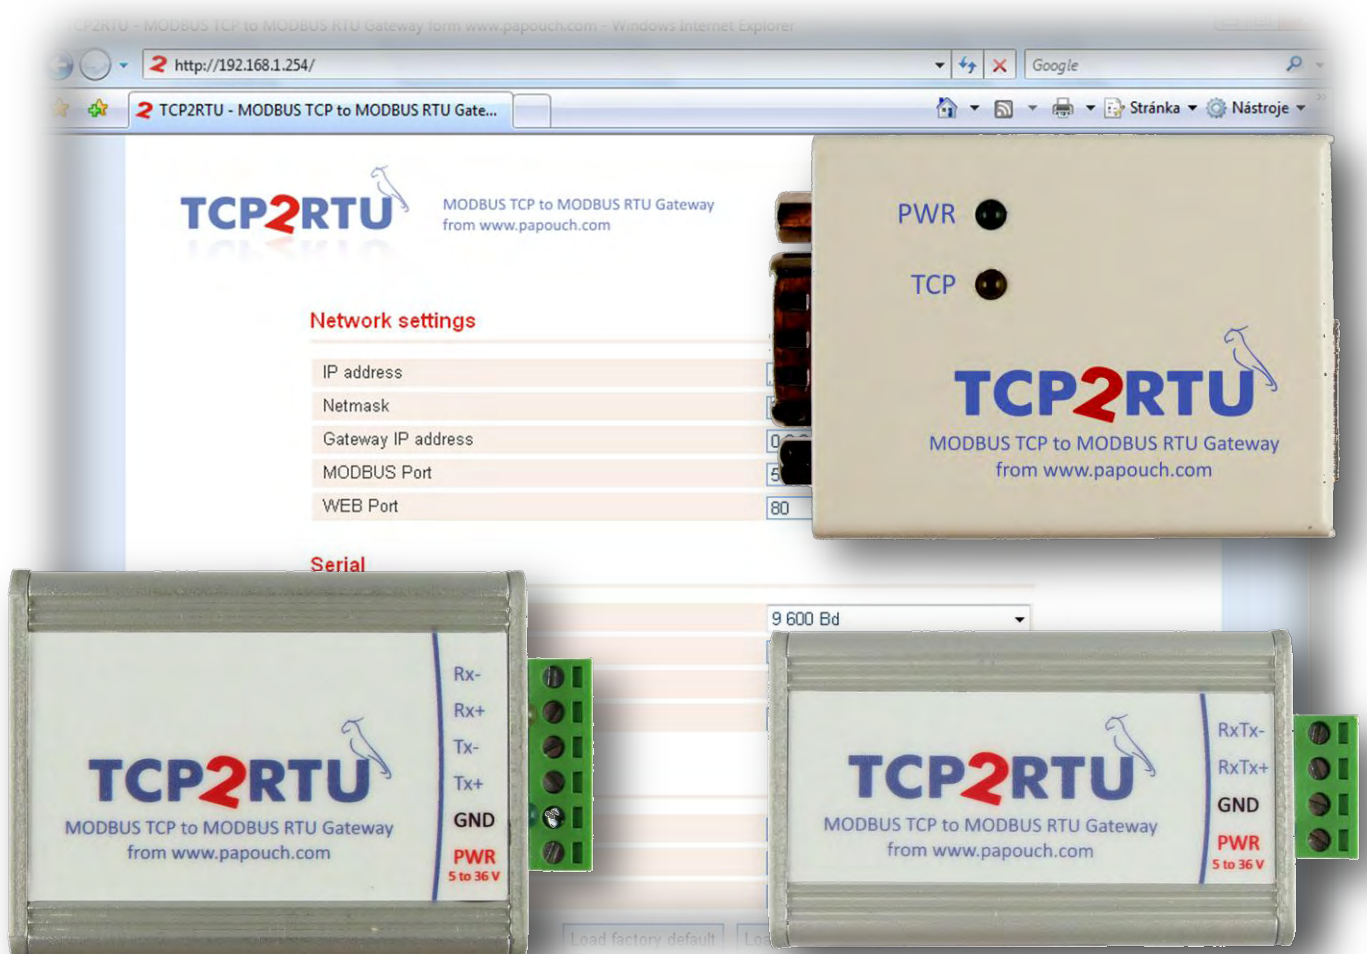 TCP2RTU - MODBUS TCP to MODBUS RTU Gateway form www.papouch.com - Windows Internet Explorer
2 http://192.168.1.254/
Google
2 TCP2RTU - MODBUS TCP to MODBUS RTU Gate...
Stránka
Nástroje
TCP2RTU
MODBUS TCP to MODBUS RTU Gateway
from www.papouch.com
Network settings
IP address
Netmask
Gateway IP address
MODBUS Port
WEB Port
80
Serial
9 600 Bd
Load factory default
PWR
TCP
TCP2RTU
MODBUS TCP to MODBUS RTU Gateway
from www.papouch.com
TCP2RTU
MODBUS TCP to MODBUS RTU Gateway
from www.papouch.com
Rx-
Rx+
Tx-
Tx+
GND
PWR
5 to 36 V
TCP2RTU
MODBUS TCP to MODBUS RTU Gateway
from www.papouch.com
RxTx-
RxTx+
GND
PWR
5 to 36 V